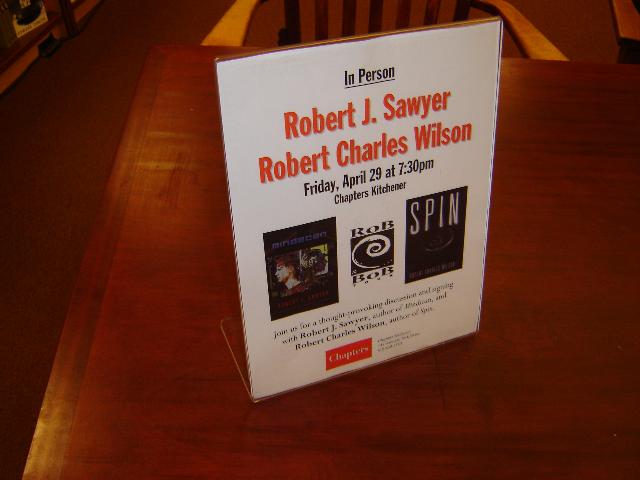 In Person
Robert J. Sawyer
Robert Charles Wilson
Friday, April 29 at 7:30pm
Chapters Kitchener
MINDSCAN
ROBERT J. SAWYER
ROB
BOB
SPIN
ROBERT CHARLES WILSON
Join us for a thought-provoking discussion and signing
with Robert J. Sawyer, author of Mindscan, and
Robert Charles Wilson, author of Spin.
Chapters